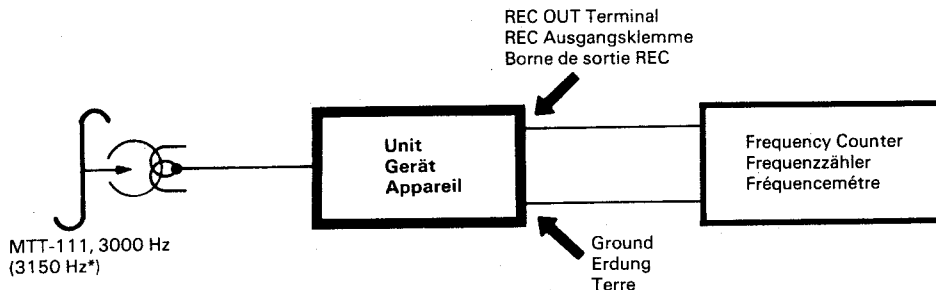 REC OUT Terminal
REC Ausgangsklemme
Borne de sortie REC
Unit
Gerät
Appareil
Frequency Counter
Frequenzzähler
Fréquencemétre
MTT-111, 3000 Hz
(3150 Hz*)
Ground
Erdung
Terre